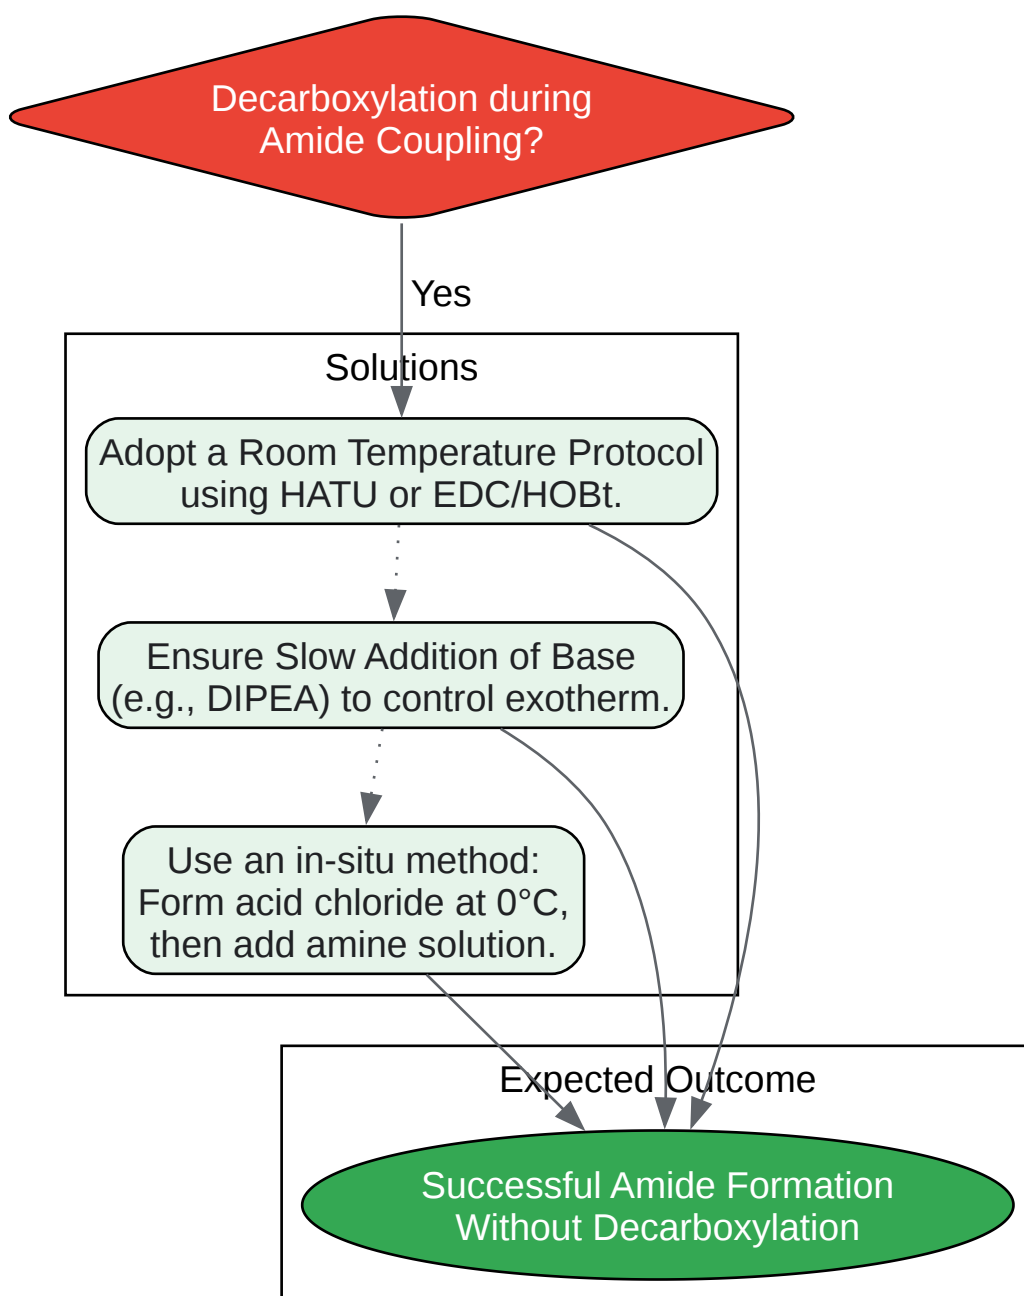 Decarboxylation during
Amide Coupling?
Yes
Solutions
Adopt a Room Temperature Protocol
using HATU or EDC/HOBt.
Ensure Slow Addition of Base
(e.g., DIPEA) to control exotherm.
Use an in-situ method:
Form acid chloride at 0°C,
then add amine solution.
Expected Outcome
Successful Amide Formation
Without Decarboxylation